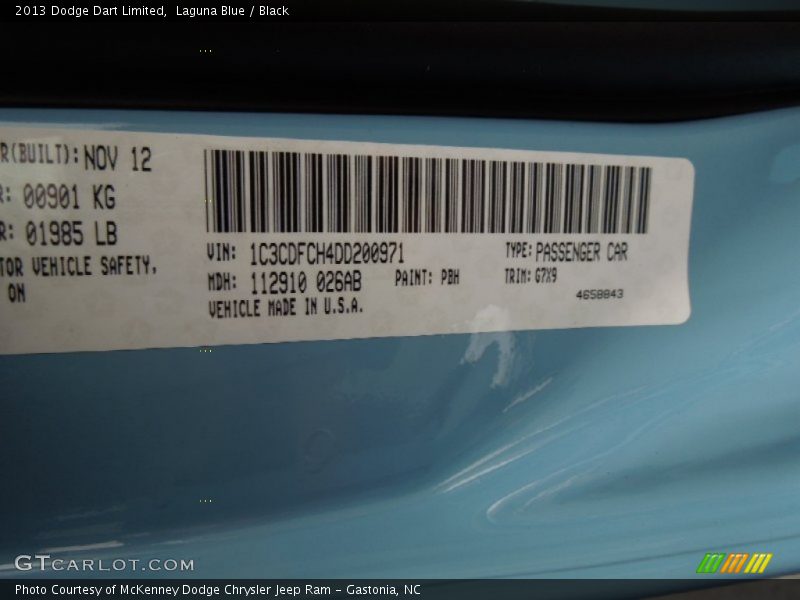 2013 Dodge Dart Limited,  Laguna Blue / Black
R(BUILT): NOV 12
R: 00901 KG
R: 01985 LB
TOR VEHICLE SAFETY,
ON
VIN: 1C3CDFCH4DD200971
TYPE: PASSENGER CAR
MDH: 112910 026AB
PAINT: PBH
TRIM: G7X9
VEHICLE MADE IN U.S.A.
4658843
GTCARLOT.COM
Photo Courtesy of McKenney Dodge Chrysler Jeep Ram - Gastonia, NC